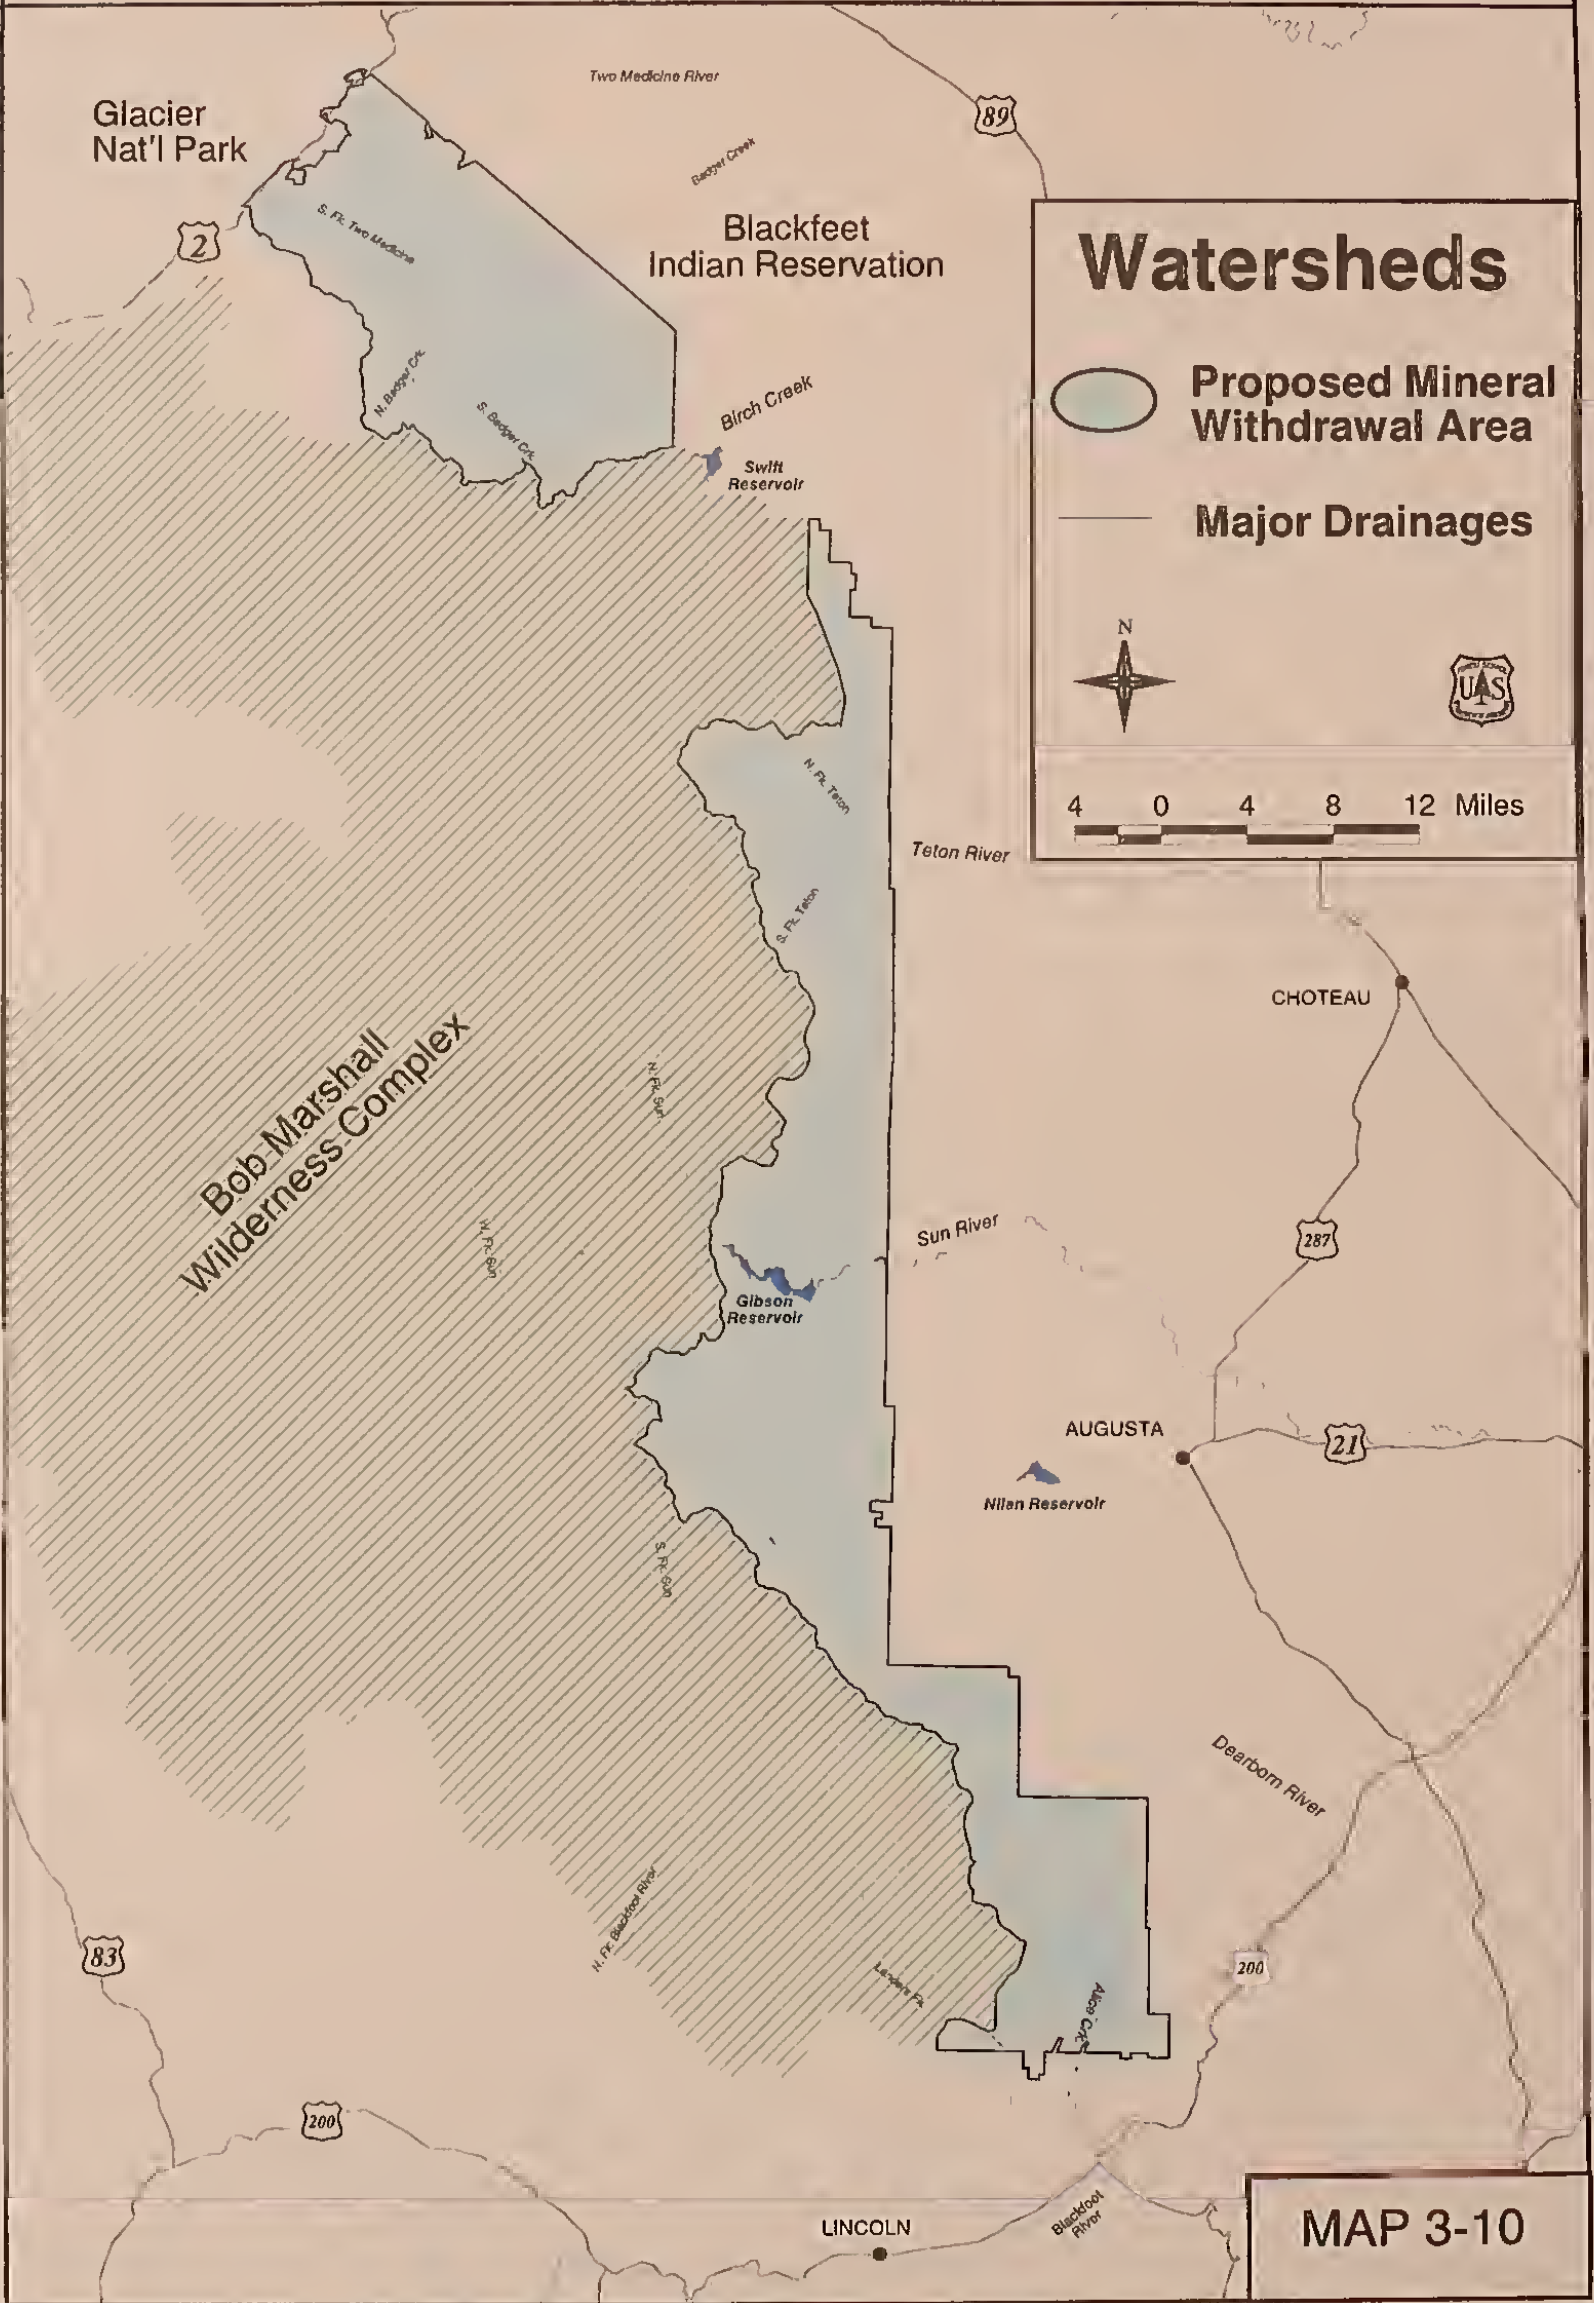 Two Medicine River
Glacier
Nat'l Park
89
Badger Creek
S. Fk. Two Medicine
2
Blackfeet
Indian Reservation
Watersheds
Proposed Mineral
Withdrawal Area
Major Drainages
N
UAS
4 0 4 8 12 Miles
N. Badger Crk.
S. Badger Crk.
Birch Creek
Swift
Reservoir
N. Fk. Teton
Teton River
S. Fk. Teton
CHOTEAU
Bob Marshall
Wilderness Complex
N. Fk. Sun
W. Fk. Sun
Sun River
287
Gibson
Reservoir
AUGUSTA
21
Nilan Reservoir
S. Fk. Sun
Dearborn River
N. Fk. Blackfoot River
83
Landers Fk.
Alice Crk.
200
200
LINCOLN
Blackfoot
River
MAP 3-10